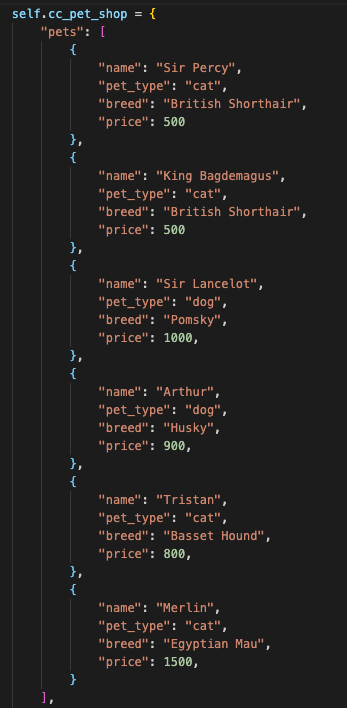 self.cc_pet_shop = {
    "pets": [
        {
            "name": "Sir Percy",
            "pet_type": "cat",
            "breed": "British Shorthair",
            "price": 500
        },
        {
            "name": "King Bagdemagus",
            "pet_type": "cat",
            "breed": "British Shorthair",
            "price": 500
        },
        {
            "name": "Sir Lancelot",
            "pet_type": "dog",
            "breed": "Pomsky",
            "price": 1000,
        },
        {
            "name": "Arthur",
            "pet_type": "dog",
            "breed": "Husky",
            "price": 900,
        },
        {
            "name": "Tristan",
            "pet_type": "cat",
            "breed": "Basset Hound",
            "price": 800,
        },
        {
            "name": "Merlin",
            "pet_type": "cat",
            "breed": "Egyptian Mau",
            "price": 1500,
        }
    ],